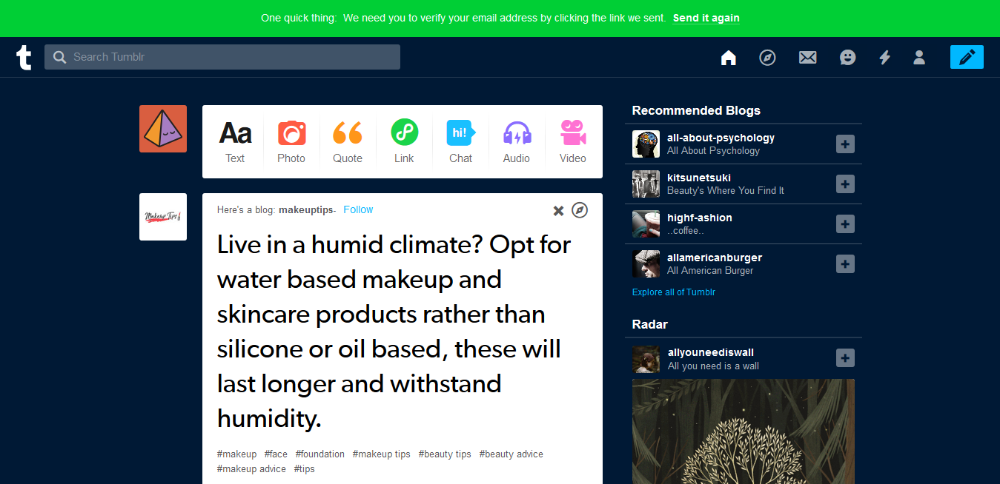 One quick thing: We need you to verify your email address by clicking the link we sent. Send it again
t
Search Tumblr
Aa
hi!
Text
Photo
Quote
Link
Chat
Audio
Video
Makeup Tips
Here's a blog: makeuptips- Follow
Live in a humid climate? Opt for
water based makeup and
skincare products rather than
silicone or oil based, these will
last longer and withstand
humidity.
#makeup #face #foundation #makeup tips #beauty tips #beauty advice
#makeup advice #tips
Recommended Blogs
all-about-psychology
All About Psychology
kitsunetsuki
Beauty's Where You Find It
highf-ashion
..coffee..
allamericanburger
All American Burger
Explore all of Tumblr
Radar
allyouneediswall
All you need is a wall